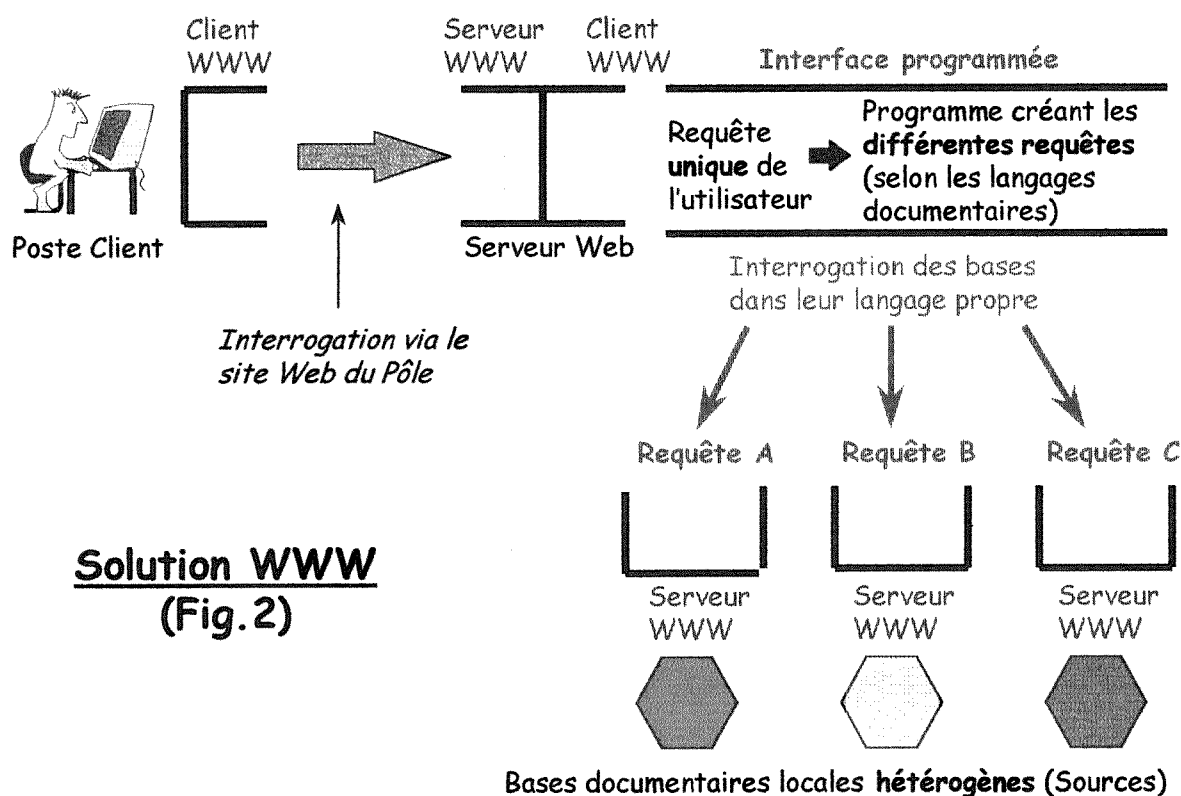 Client
WWW
Serveur
WWW
Client
WWW
Interface programmée
Requête
unique de
l'utilisateur
Programme créant les
différentes requêtes
(selon les langages
documentaires)
Poste Client
Serveur Web
Interrogation via le
site Web du Pôle
Interrogation des bases
dans leur langage propre
Requête A
Requête B
Requête C
Solution WWW
(Fig.2)
Serveur
WWW
Serveur
WWW
Serveur
WWW
Bases documentaires locales hétérogènes (Sources)